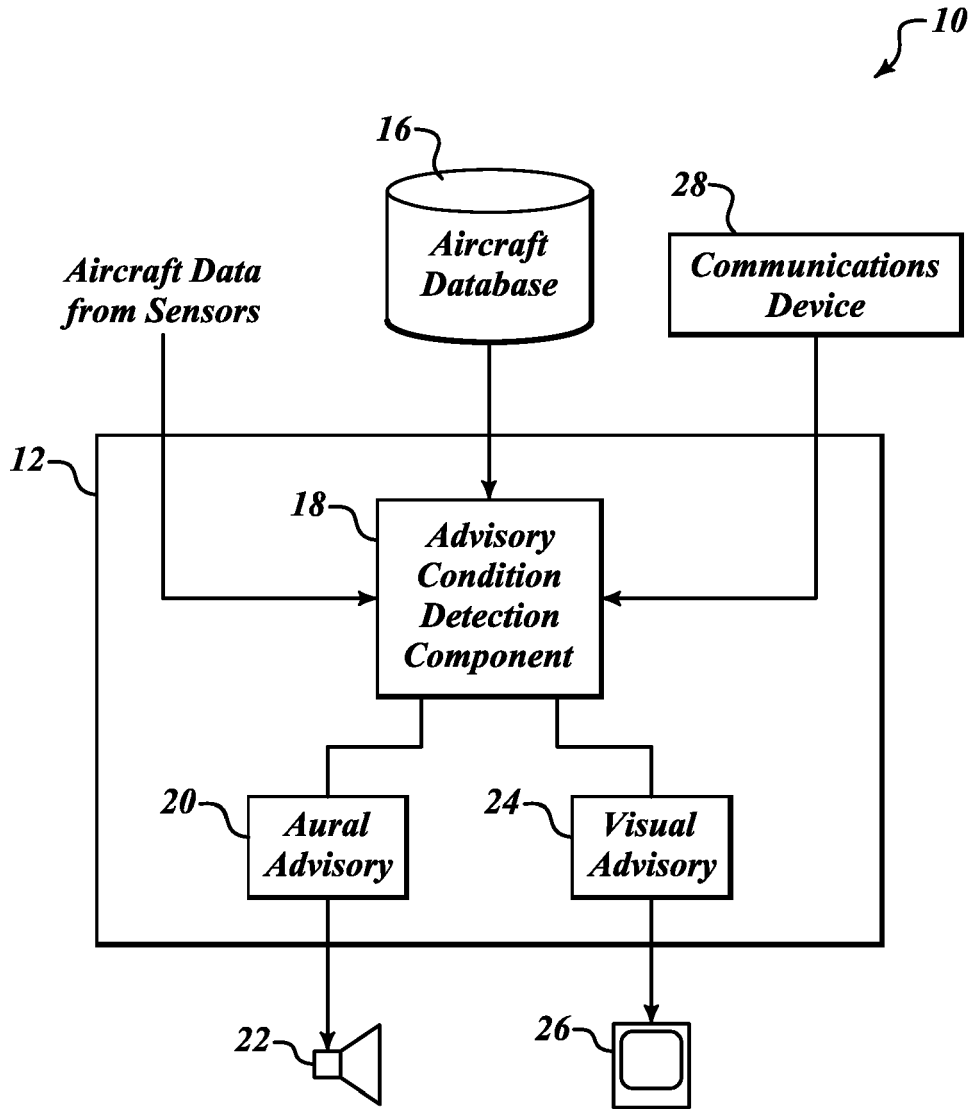 10
16
Aircraft
Database
28
Communications
Device
Aircraft Data
from Sensors
12
18
Advisory
Condition
Detection
Component
20
Aural
Advisory
24
Visual
Advisory
22
26